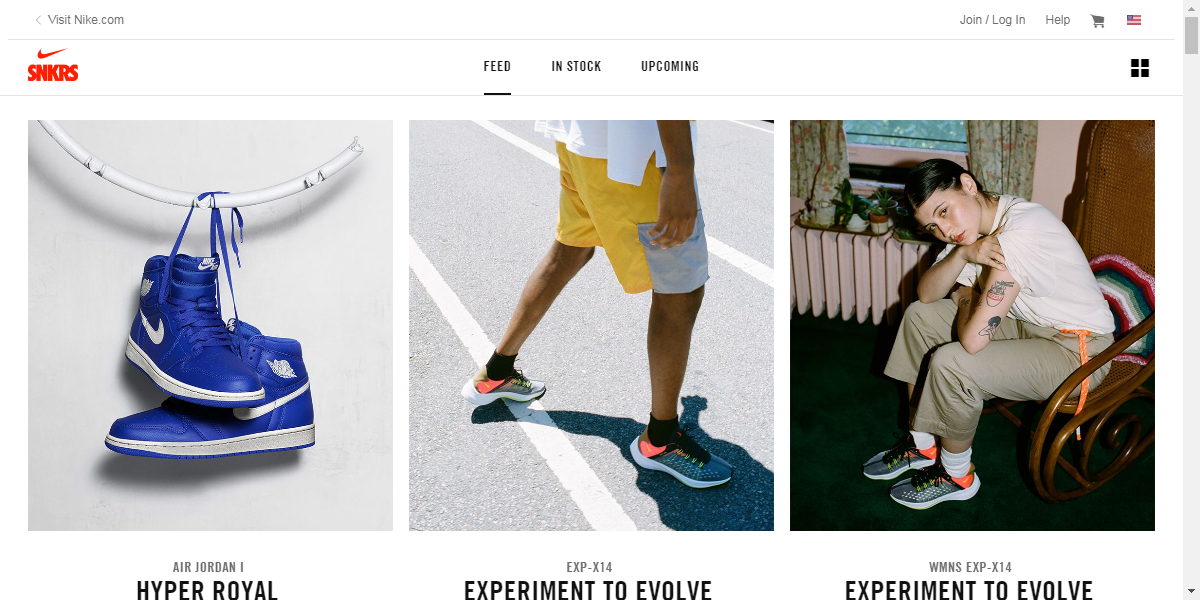 Visit Nike.com
Join / Log In Help
SNKRS
FEED IN STOCK UPCOMING
NIKE
AIR JORDAN I
HYPER ROYAL
EXP-X14
EXPERIMENT TO EVOLVE
WMNS EXP-X14
EXPERIMENT TO EVOLVE